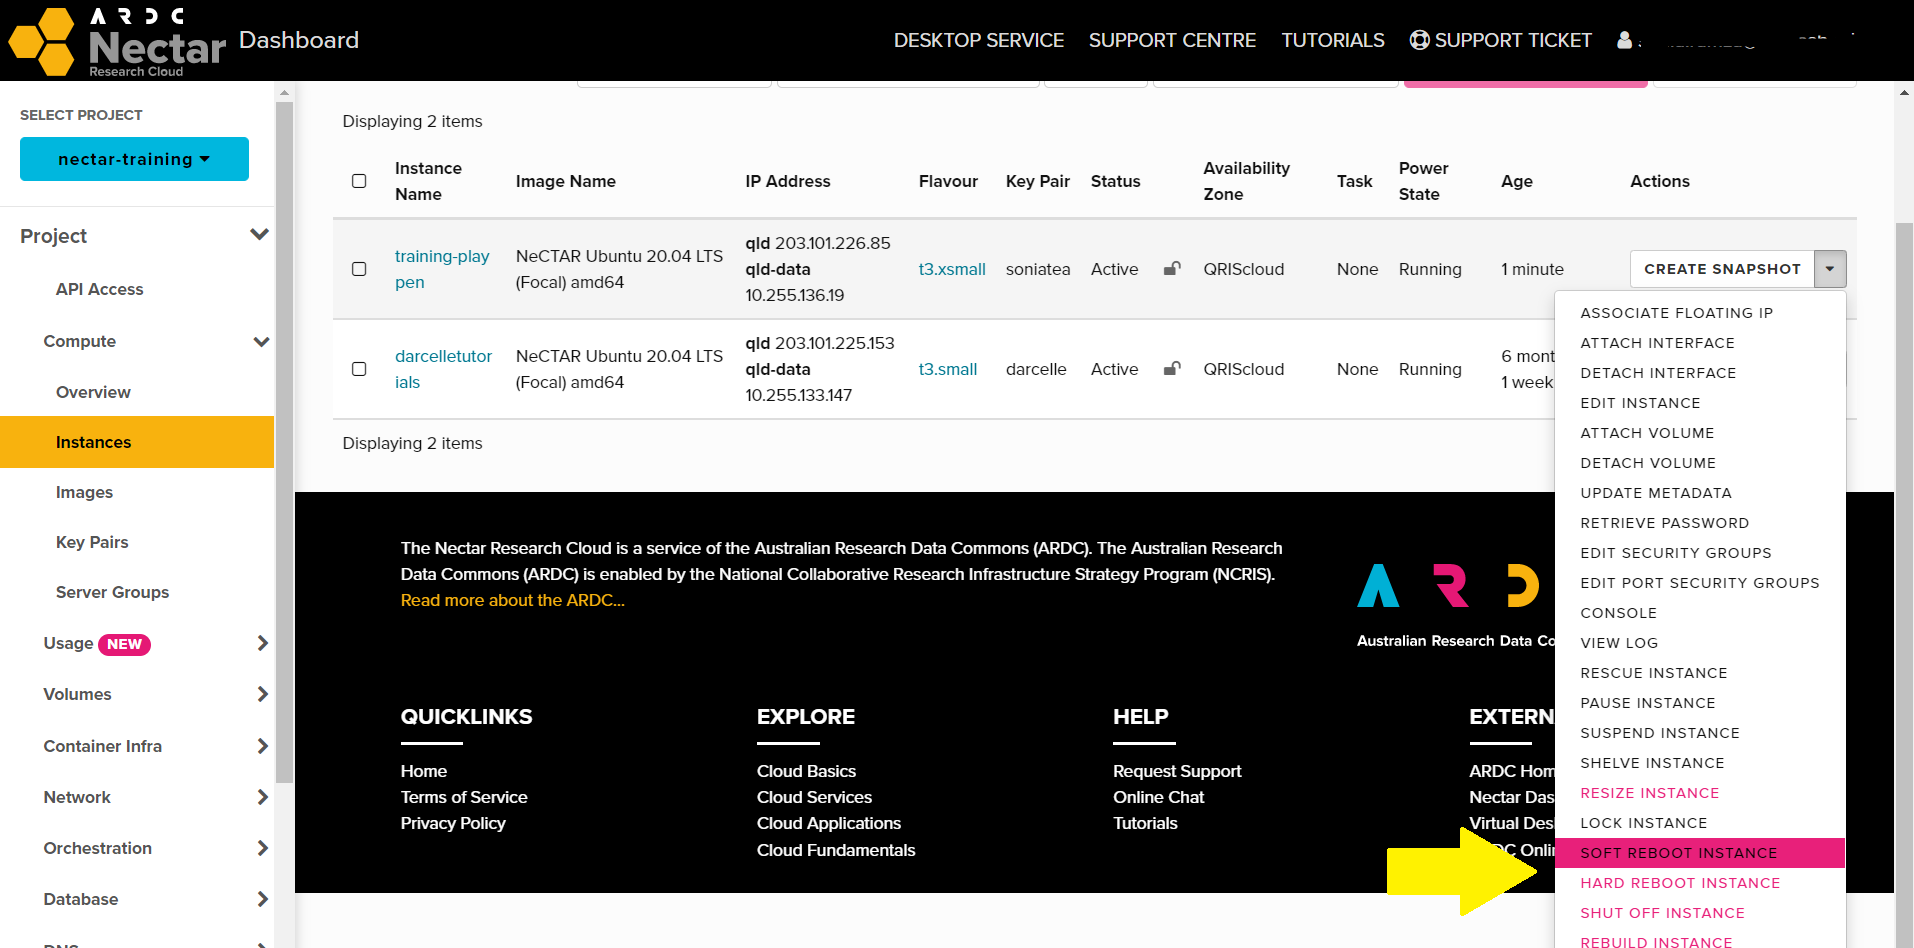 ARDC
Nectar Dashboard
Research Cloud
DESKTOP SERVICE SUPPORT CENTRE TUTORIALS SUPPORT TICKET
SELECT PROJECT
nectar-training
Project
API Access
Compute
Overview
Instances
Images
Key Pairs
Server Groups
Usage NEW
Volumes
Container Infra
Network
Orchestration
Database
DNS
Displaying 2 items
Instance Name Image Name IP Address Flavour Key Pair Status Availability Zone Task Power State Age Actions
training-play
pen
NeCTAR Ubuntu 20.04 LTS
(Focal) amd64
qld 203.101.226.85
qld-data
10.255.136.19
t3.xsmall soniatea Active QRIScloud None Running 1 minute CREATE SNAPSHOT
darcelletutor
ials
NeCTAR Ubuntu 20.04 LTS
(Focal) amd64
qld 203.101.225.153
qld-data
10.255.133.147
t3.small darcelle Active QRIScloud None Running
6 mont
1 week
Displaying 2 items
ASSOCIATE FLOATING IP
ATTACH INTERFACE
DETACH INTERFACE
EDIT INSTANCE
ATTACH VOLUME
DETACH VOLUME
UPDATE METADATA
RETRIEVE PASSWORD
EDIT SECURITY GROUPS
EDIT PORT SECURITY GROUPS
CONSOLE
VIEW LOG
RESCUE INSTANCE
PAUSE INSTANCE
SUSPEND INSTANCE
SHELVE INSTANCE
RESIZE INSTANCE
LOCK INSTANCE
SOFT REBOOT INSTANCE
HARD REBOOT INSTANCE
SHUT OFF INSTANCE
REBUILD INSTANCE
The Nectar Research Cloud is a service of the Australian Research Data Commons (ARDC). The Australian Research
Data Commons (ARDC) is enabled by the National Collaborative Research Infrastructure Strategy Program (NCRIS).
Read more about the ARDC...
ARD
Australian Research Data Co
QUICKLINKS
Home
Terms of Service
Privacy Policy
EXPLORE
Cloud Basics
Cloud Services
Cloud Applications
Cloud Fundamentals
HELP
Request Support
Online Chat
Tutorials
EXTERN
ARDC Hom
Nectar Das
Virtual Desk
DC Onli